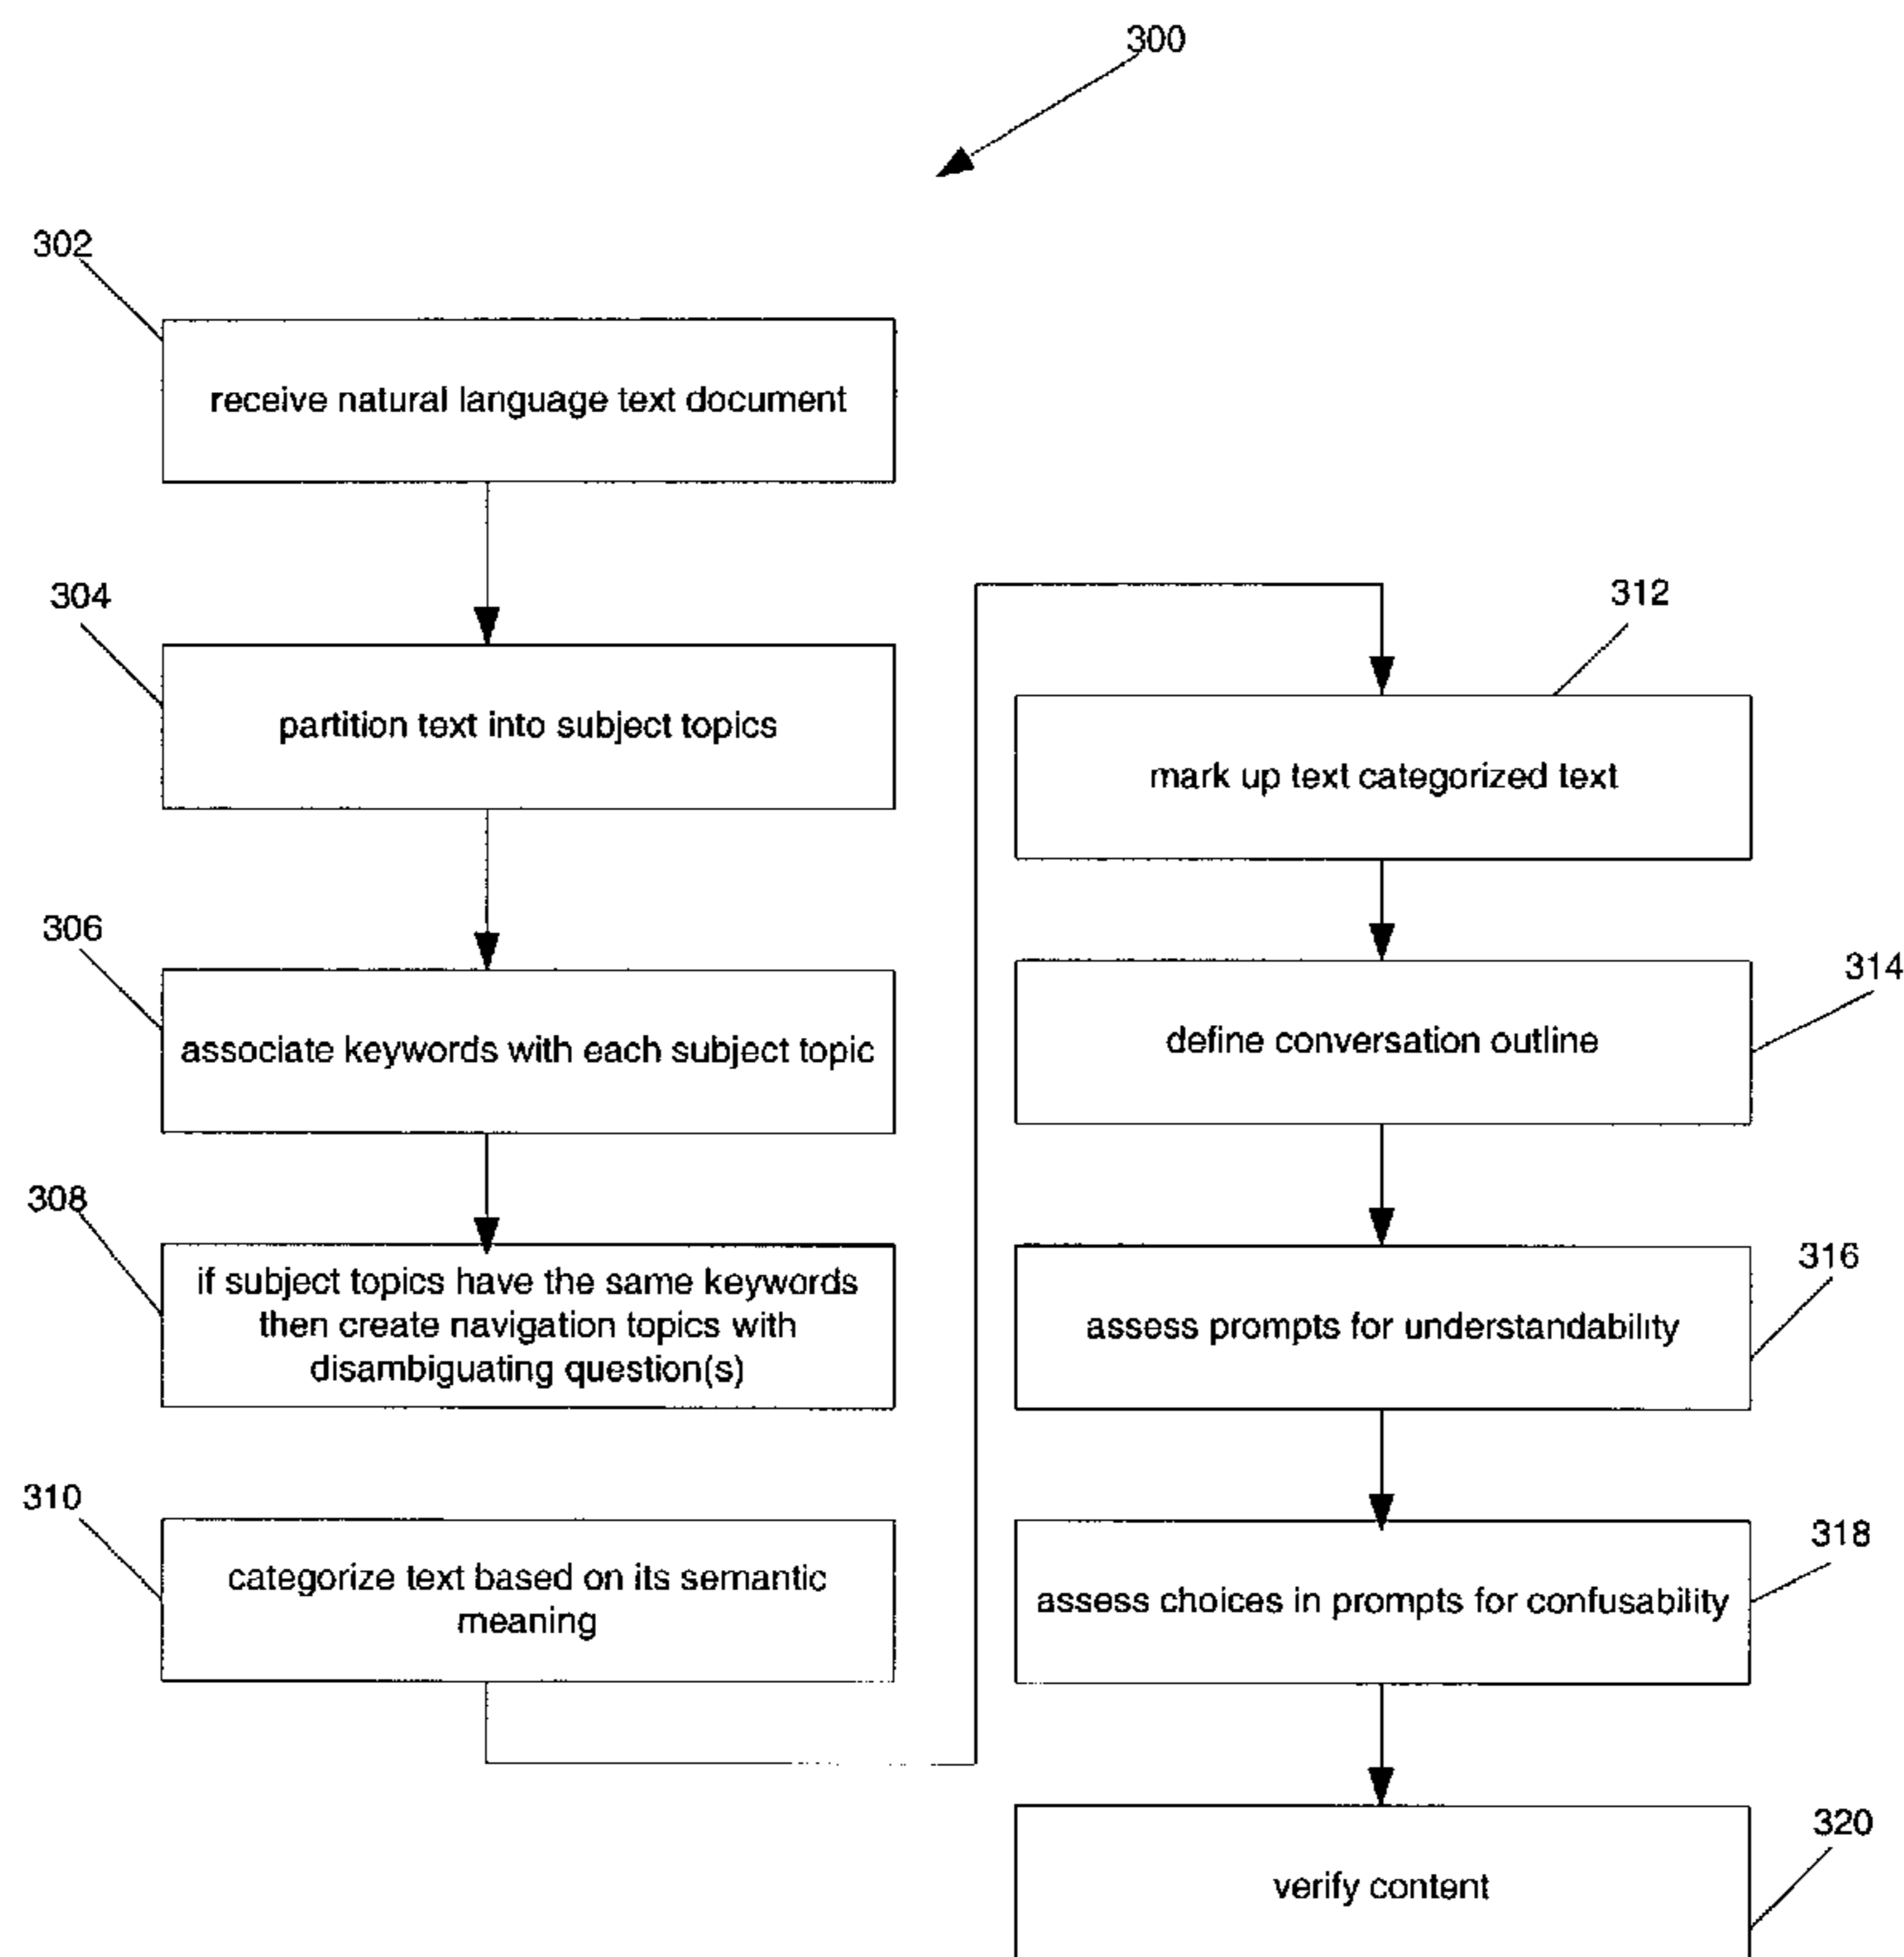 300
302
receive natural language text document
304
partition text into subject topics
306
associate keywords with each subject topic
308
if subject topics have the same keywords
then create navigation topics with
disambiguating question(s)
310
categorize text based on its semantic
meaning
312
mark up text categorized text
314
define conversation outline
316
assess prompts for understandability
318
assess choices in prompts for confusability
320
verify content